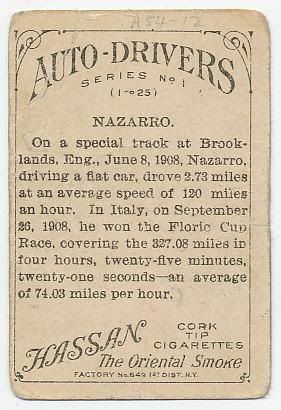 A54-12
AUTO-DRIVERS
SERIES No 1
(1-TO 25)
NAZARRO.
On a special track at Brook-
lands, Eng., June 8, 1908, Nazarro,
driving a fiat car, drove 2.73 miles
at an average speed of 120 miles
an hour. In Italy, on September
26, 1908, he won the Floric Cup
Race, covering the 327.08 miles in
four hours, twenty-five minutes,
twenty-one seconds—an average
of 74.03 miles per hour.
HASSAN
CORK
TIP
CIGARETTES
The Oriental Smoke
FACTORY No. 649 1ST DIST. N.Y.